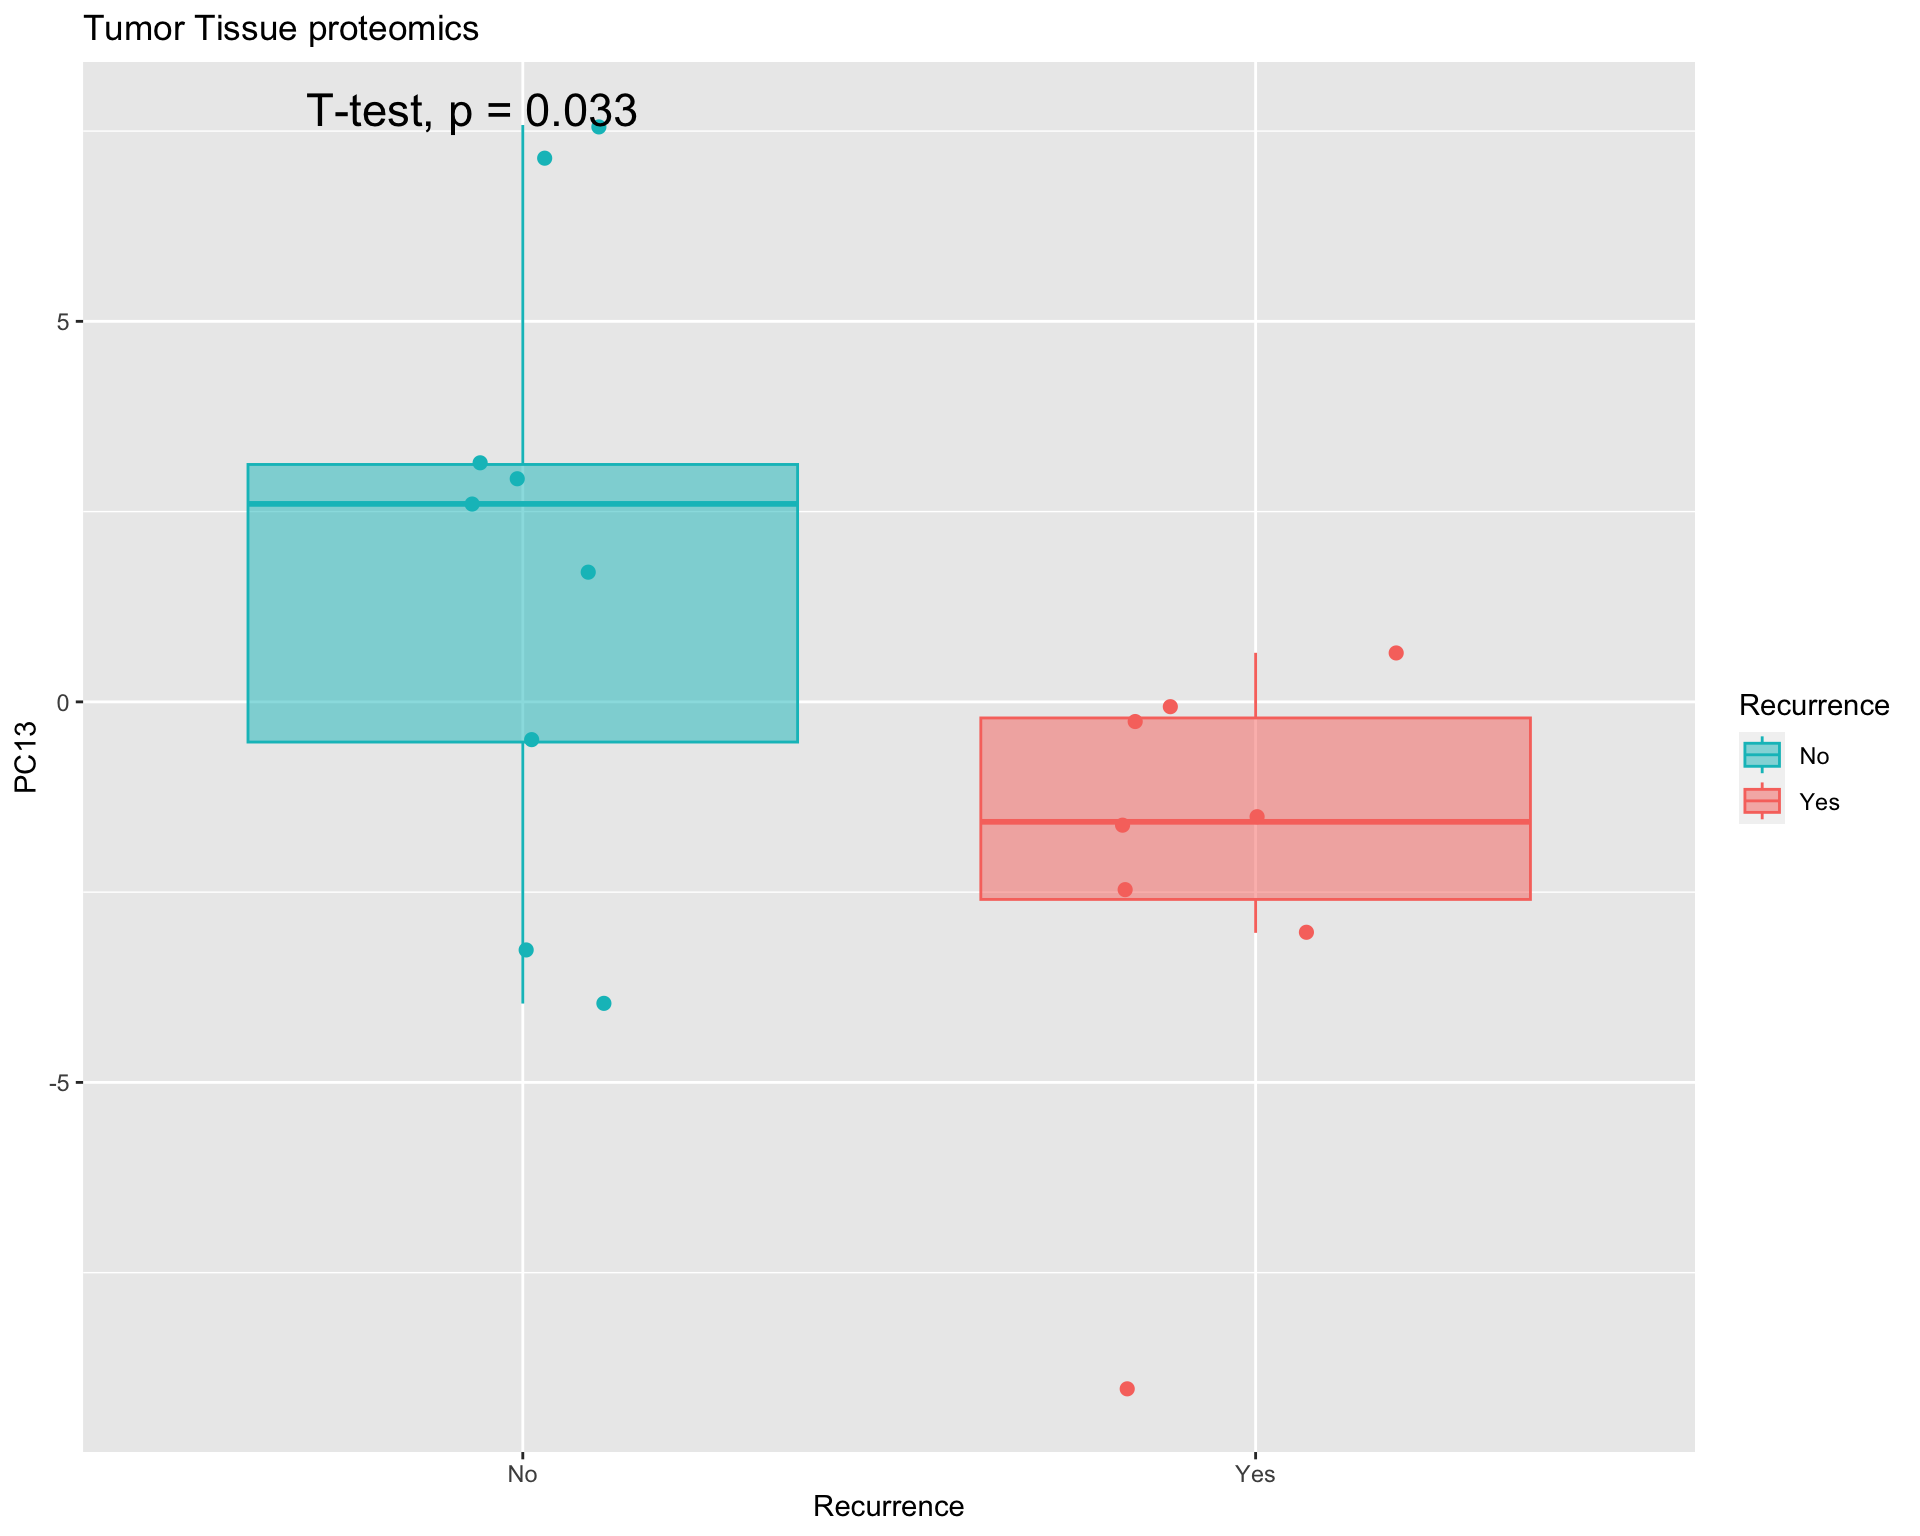 Tumor Tissue proteomics
T-test, p = 0.033
5
0
-5
PC13
No
Yes
Recurrence
Recurrence
No
Yes